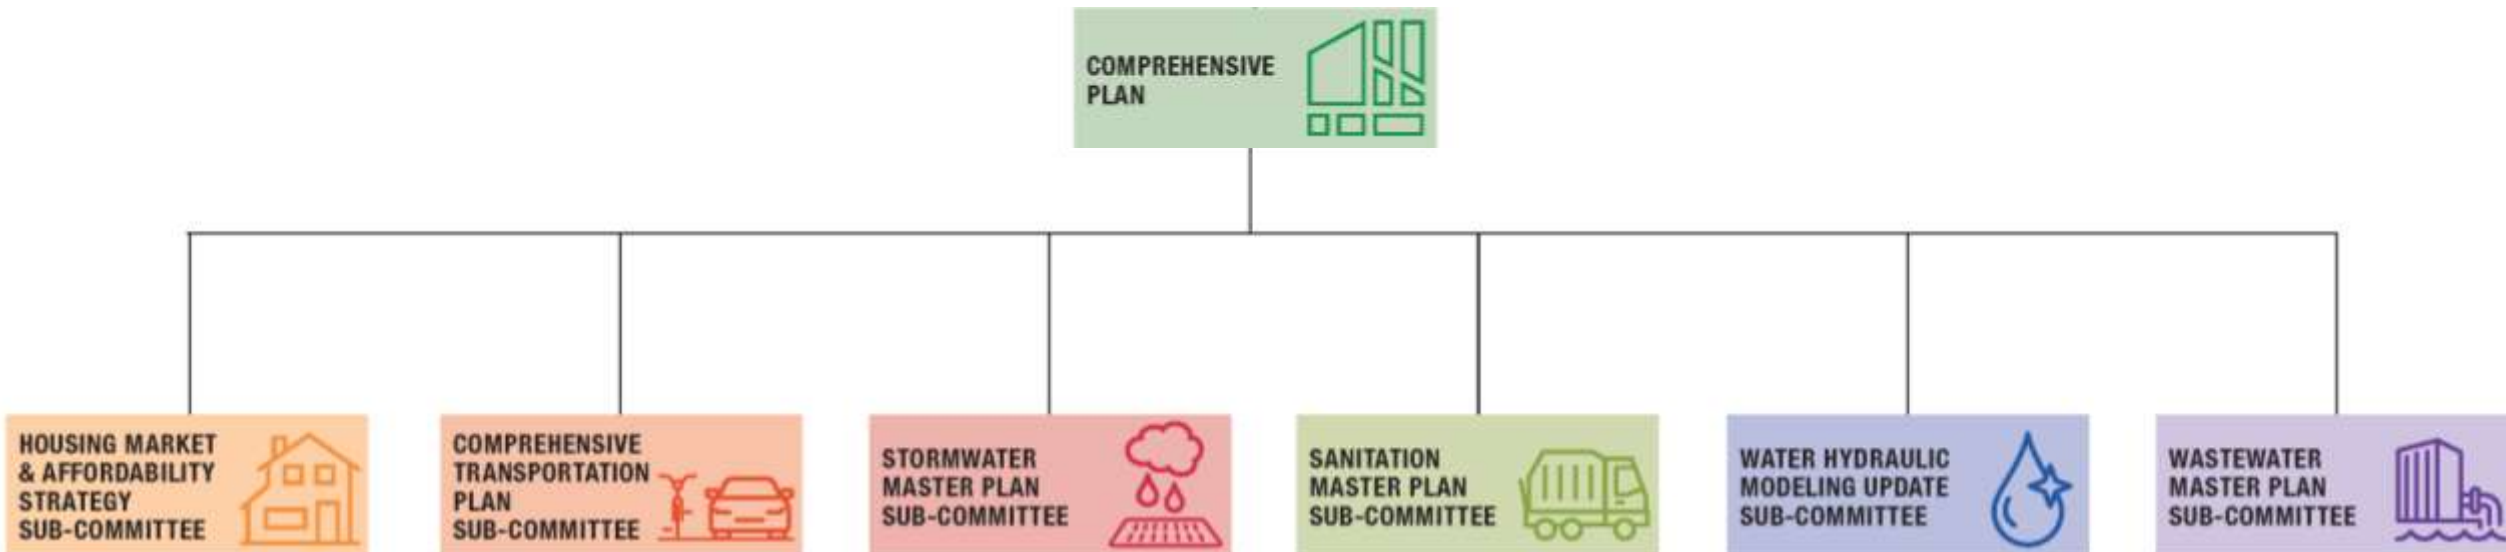 COMPREHENSIVE
PLAN
HOUSING MARKET
& AFFORDABILITY
STRATEGY
SUB-COMMITTEE
COMPREHENSIVE
TRANSPORTATION
PLAN
SUB-COMMITTEE
STORMWATER
MASTER PLAN
SUB-COMMITTEE
SANITATION
MASTER PLAN
SUB-COMMITTEE
WATER HYDRAULIC
MODELING UPDATE
SUB-COMMITTEE
WASTEWATER
MASTER PLAN
SUB-COMMITTEE